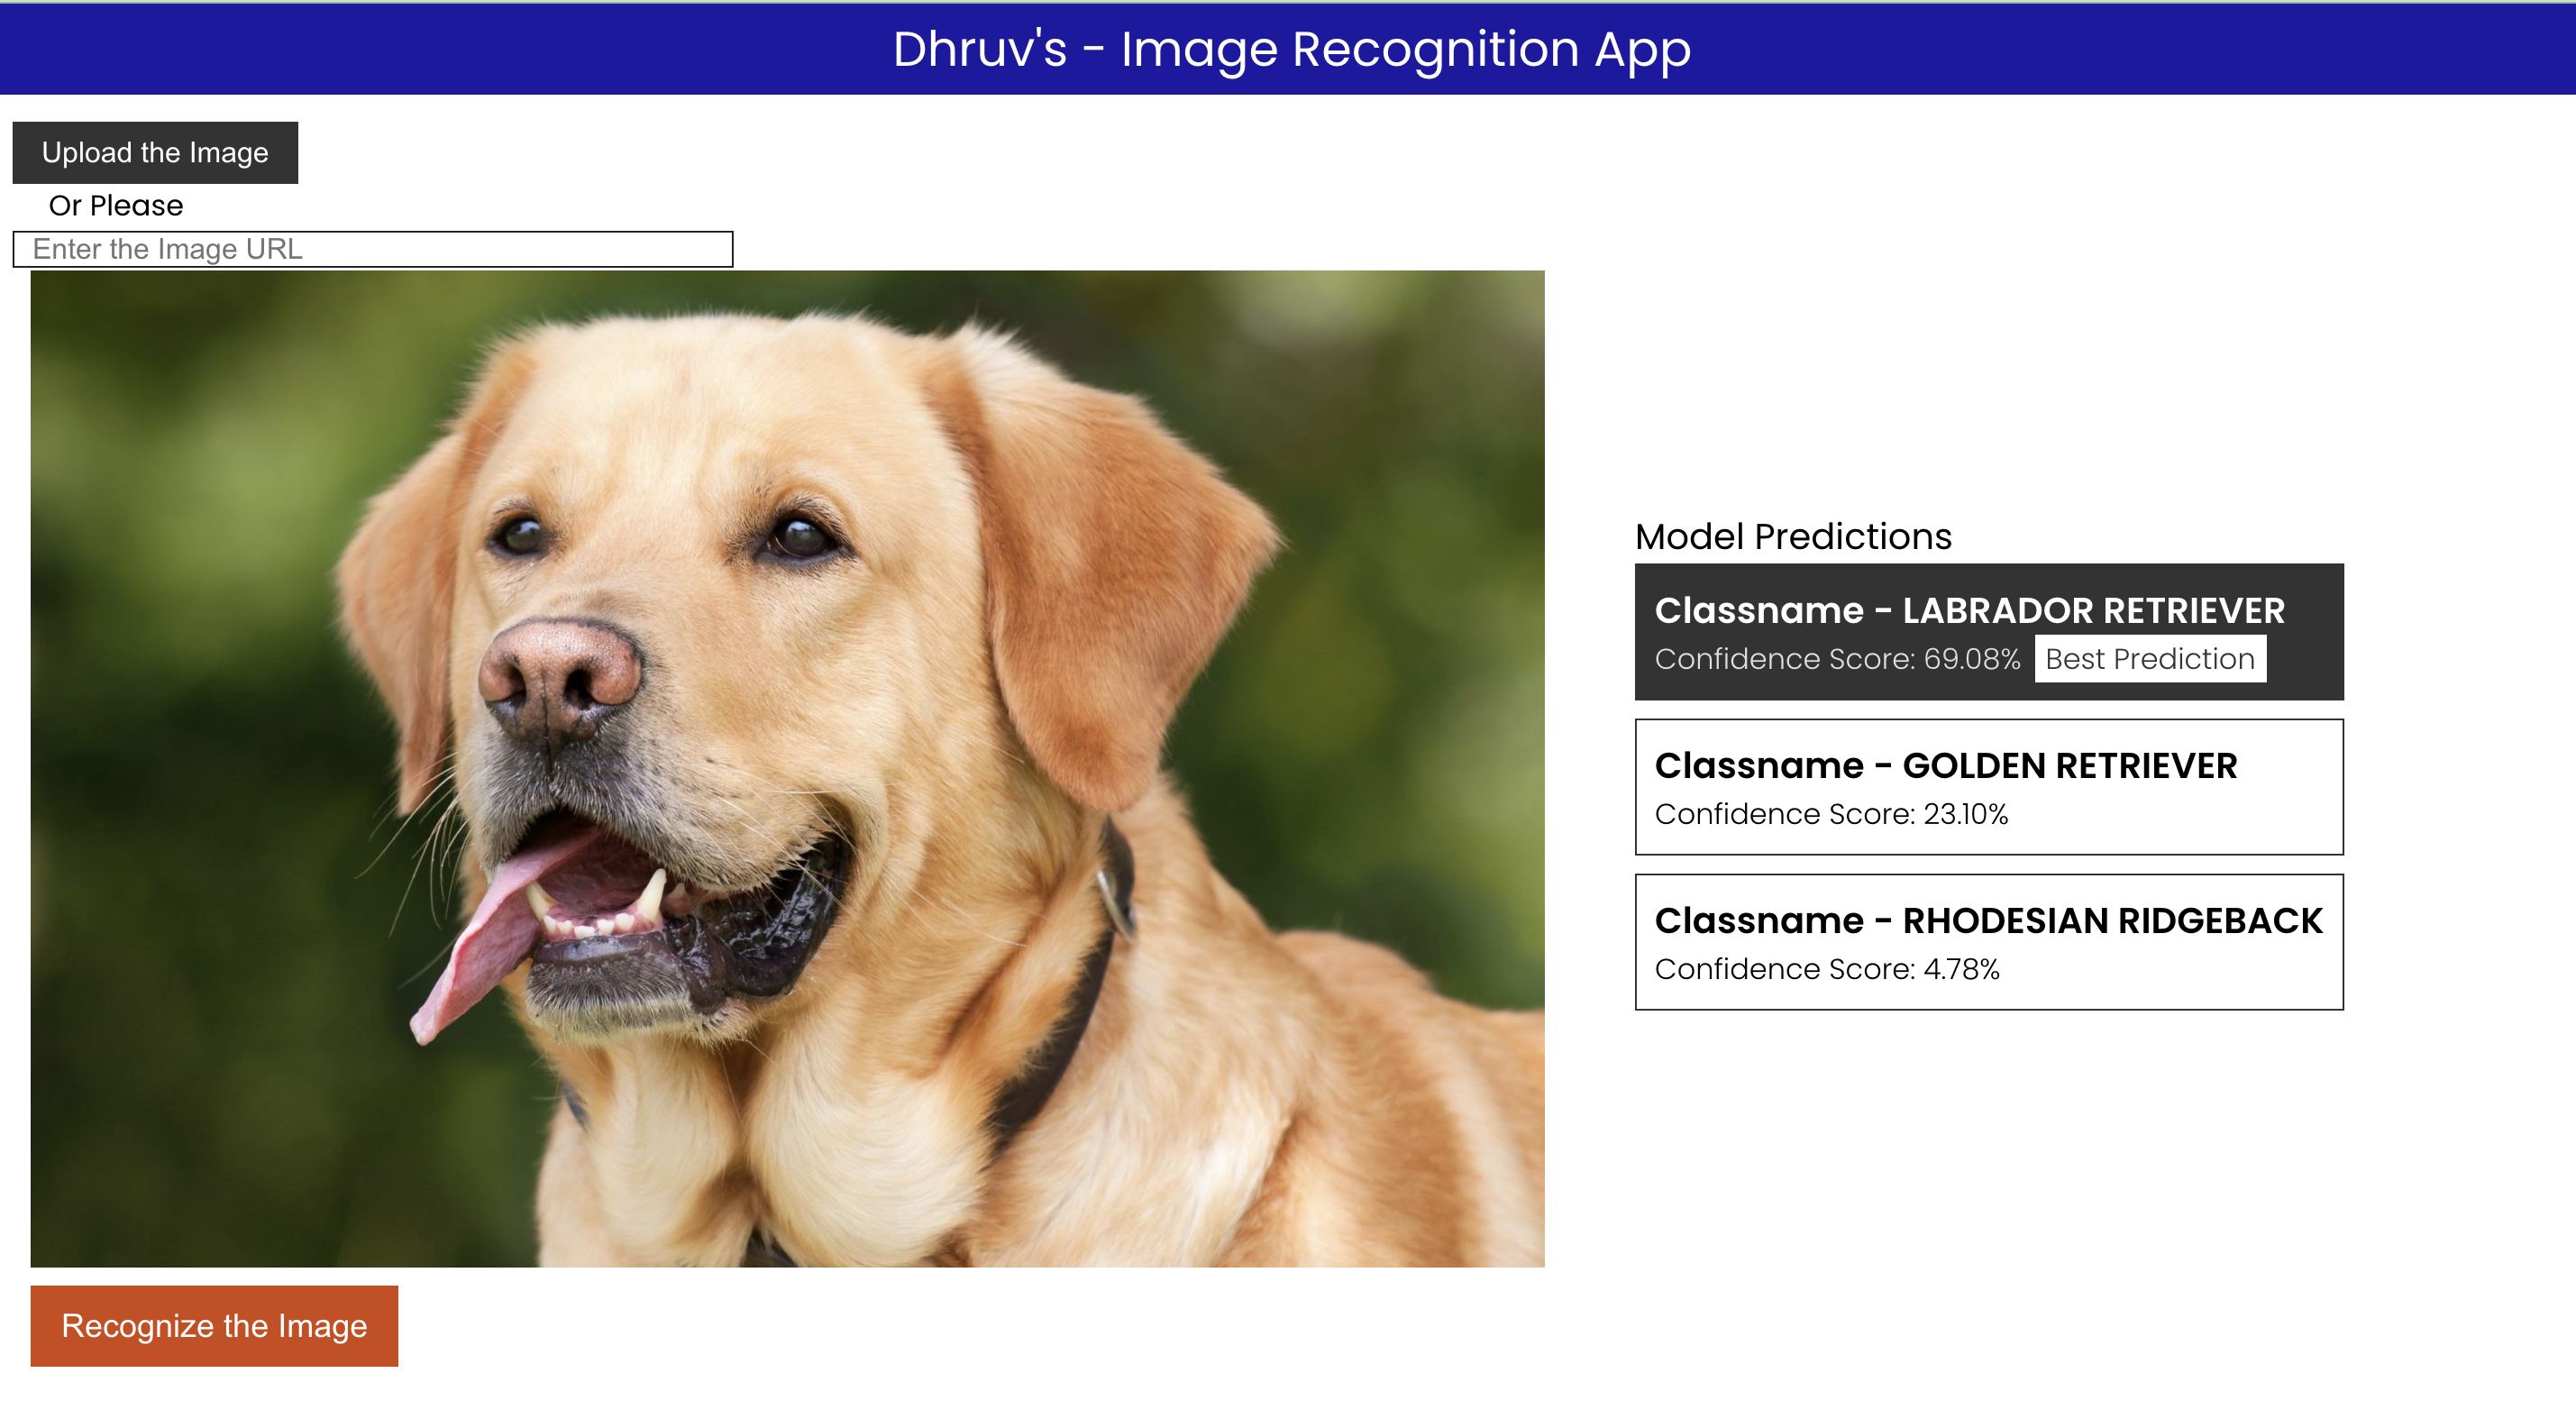 Dhruv's - Image Recognition App
Upload the Image
Or Please
Enter the Image URL
Model Predictions
Classname - LABRADOR RETRIEVER
Confidence Score: 69.08% Best Prediction
Classname - GOLDEN RETRIEVER
Confidence Score: 23.10%
Classname - RHODESIAN RIDGEBACK
Confidence Score: 4.78%
Recognize the Image